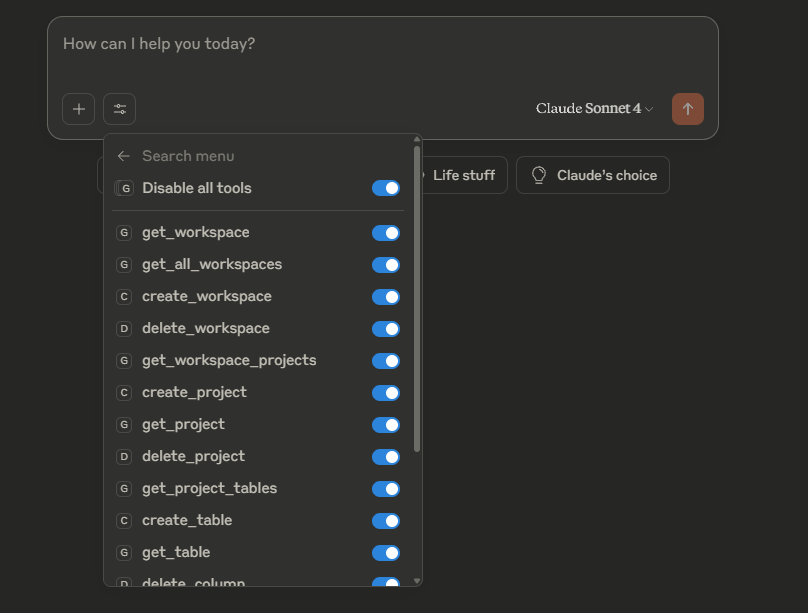 How can I help you today?
Claude Sonnet 4
Search menu
G Disable all tools
Life stuff
Claude's choice
G get_workspace
G get_all_workspaces
C create_workspace
D delete_workspace
G get_workspace_projects
C create_project
G get_project
D delete_project
G get_project_tables
C create_table
G get_table
D delete_column